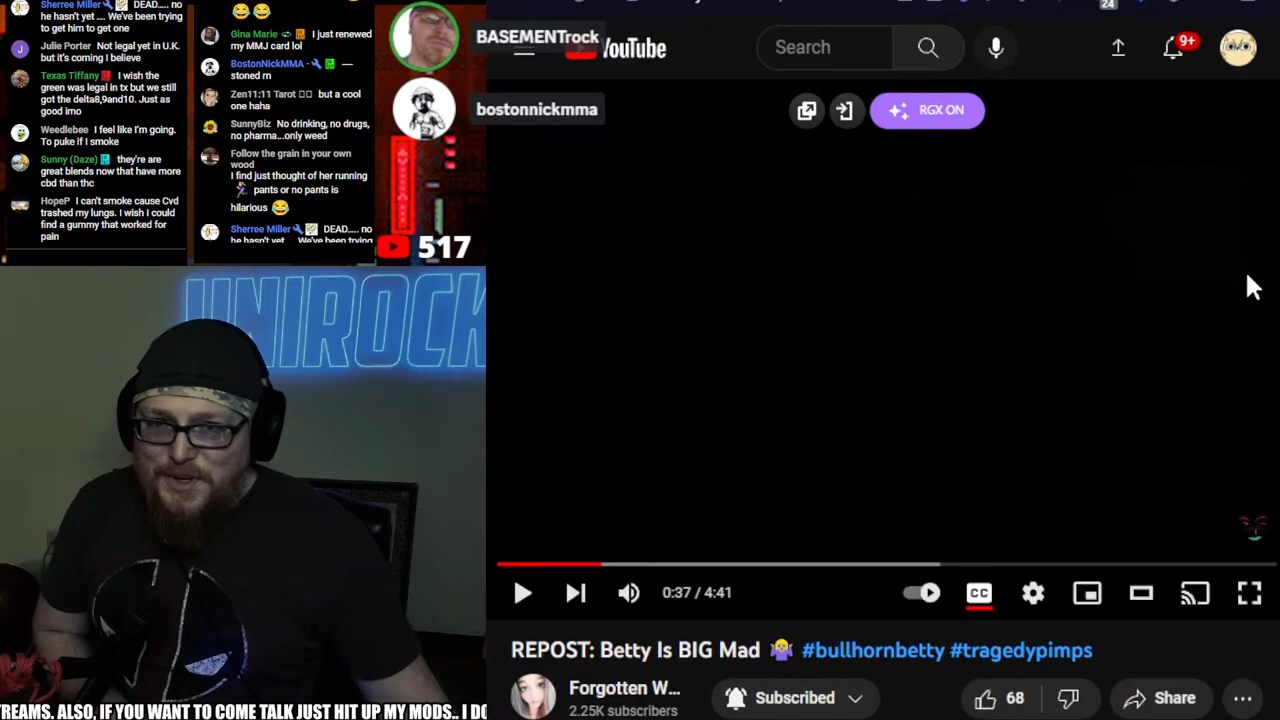 Sherree Miller DEAD..... no
he hasn't yet .... We've been trying
to get him to get one
Julie Porter Not legal yet in U.K.
but it's coming I believe
Texas Tiffany I wish the
green was legal in tx but we still
got the delta8,9and10. Just as
good imo
Weedlebee I feel like I'm going.
To puke if I smoke
Sunny (Daze) they're are
great blends now that have more
cbd than thc
HopeP I can't smoke cause Cvd
trashed my lungs. I wish I could
find a gummy that worked for
pain
Gina Marie I just renewed
my MMJ card lol
BostonNickMMA - —
stoned rn
Zen11:11 Tarot but a cool
one haha
SunnyBiz No drinking, no drugs,
no pharma...only weed
Follow the grain in your own
wood
I find just thought of her running
pants or no pants is
hilarious
Sherree Miller DEAD..... no
he hasn't yet .... We've been trying
BASEMENTrock
bostonnickmma
517
UNIROCK
YouTube
Search
24
9+
RGX ON
0:37 / 4:41
CC
REPOST: Betty Is BIG Mad 🤷‍♀️ #bullhornbetty #tragedypimps
Forgotten W...
2.25K subscribers
Subscribed
68
Share
TREAMS. ALSO, IF YOU WANT TO COME TALK JUST HIT UP MY MODS.. I DO